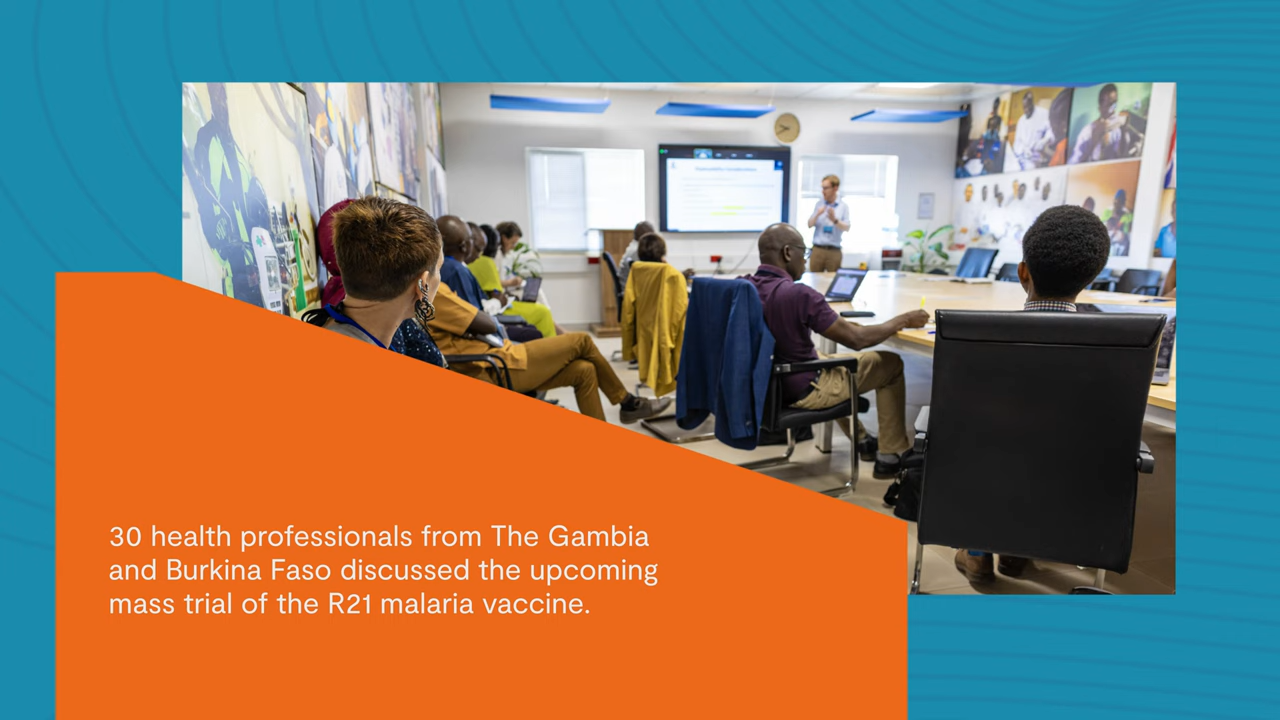 30 health professionals from The Gambia
and Burkina Faso discussed the upcoming
mass trial of the R21 malaria vaccine.